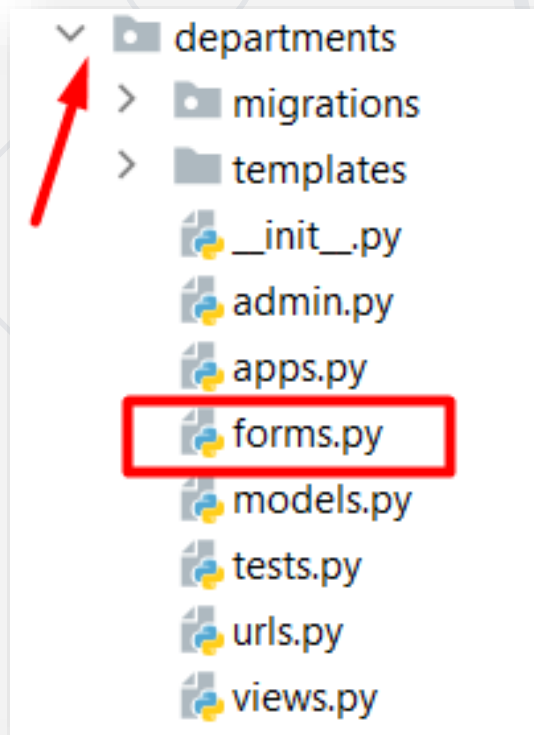 departments
migrations
templates
__init__.py
admin.py
apps.py
forms.py
models.py
tests.py
urls.py
views.py